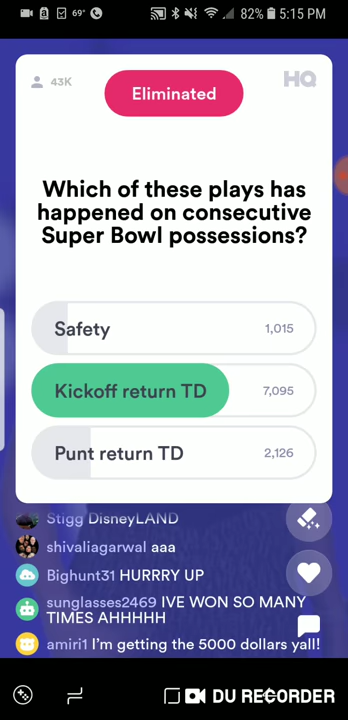 69° 82% 5:15 PM
43K Eliminated HQ
Which of these plays has
happened on consecutive
Super Bowl possessions?
Safety 1,015
Kickoff return TD 7,095
Punt return TD 2,126
Stigg DisneyLAND
shivaliagarwal aaa
Bighunt31 HURRRY UP
sunglasses2469 IVE WON SO MANY
TIMES AHHHHH
amiri1 I'm getting the 5000 dollars yall!
DU RECORDER